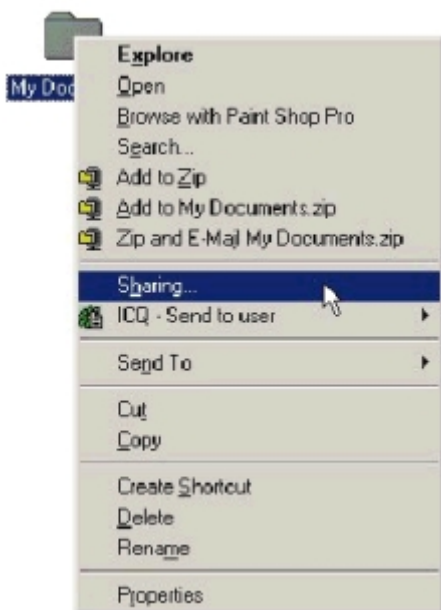 My Doc
Explore
Open
Browse with Paint Shop Pro
Search...
Add to Zip
Add to My Documents.zip
Zip and E-Mail My Documents.zip
Sharing...
ICQ - Send to user
Send To
Cut
Copy
Create Shortcut
Delete
Rename
Properties